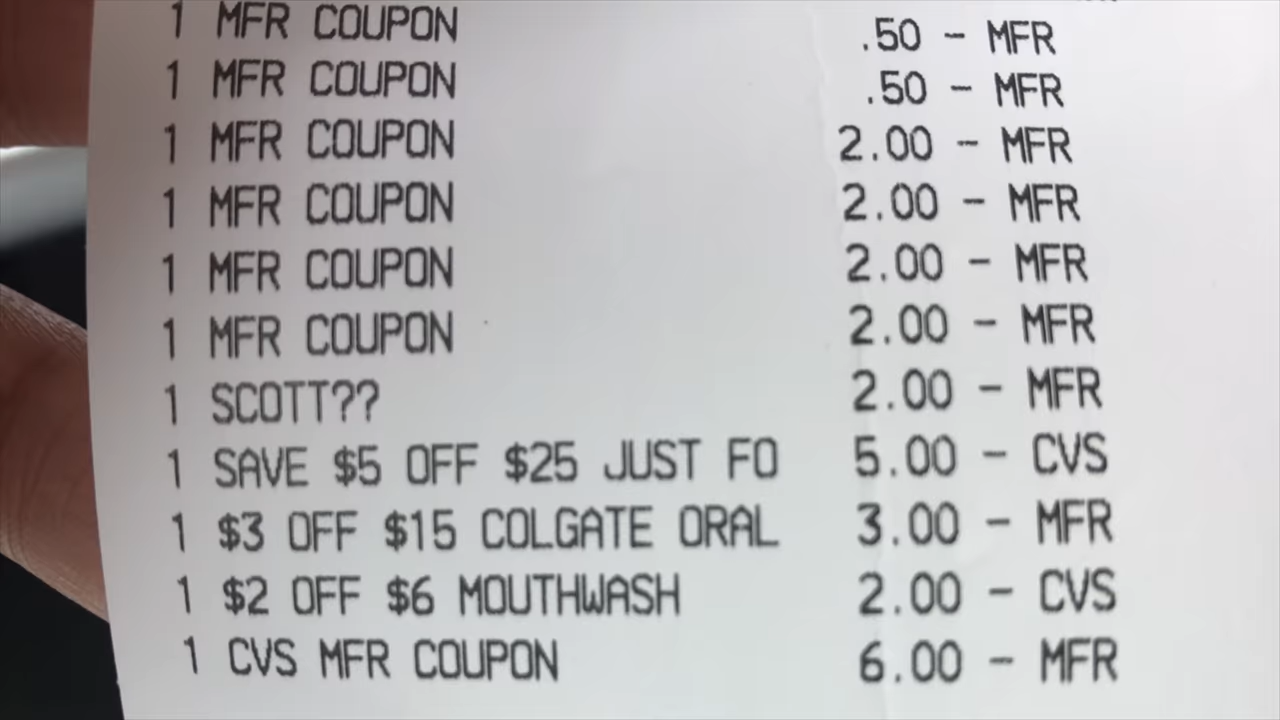 1 MFR COUPON .50 - MFR
1 MFR COUPON .50 - MFR
1 MFR COUPON 2.00 - MFR
1 MFR COUPON 2.00 - MFR
1 MFR COUPON 2.00 - MFR
1 MFR COUPON 2.00 - MFR
1 SCOTT?? 2.00 - MFR
1 SAVE $5 OFF $25 JUST FO 5.00 - CVS
1 $3 OFF $15 COLGATE ORAL 3.00 - MFR
1 $2 OFF $6 MOUTHWASH 2.00 - CVS
1 CVS MFR COUPON 6.00 - MFR